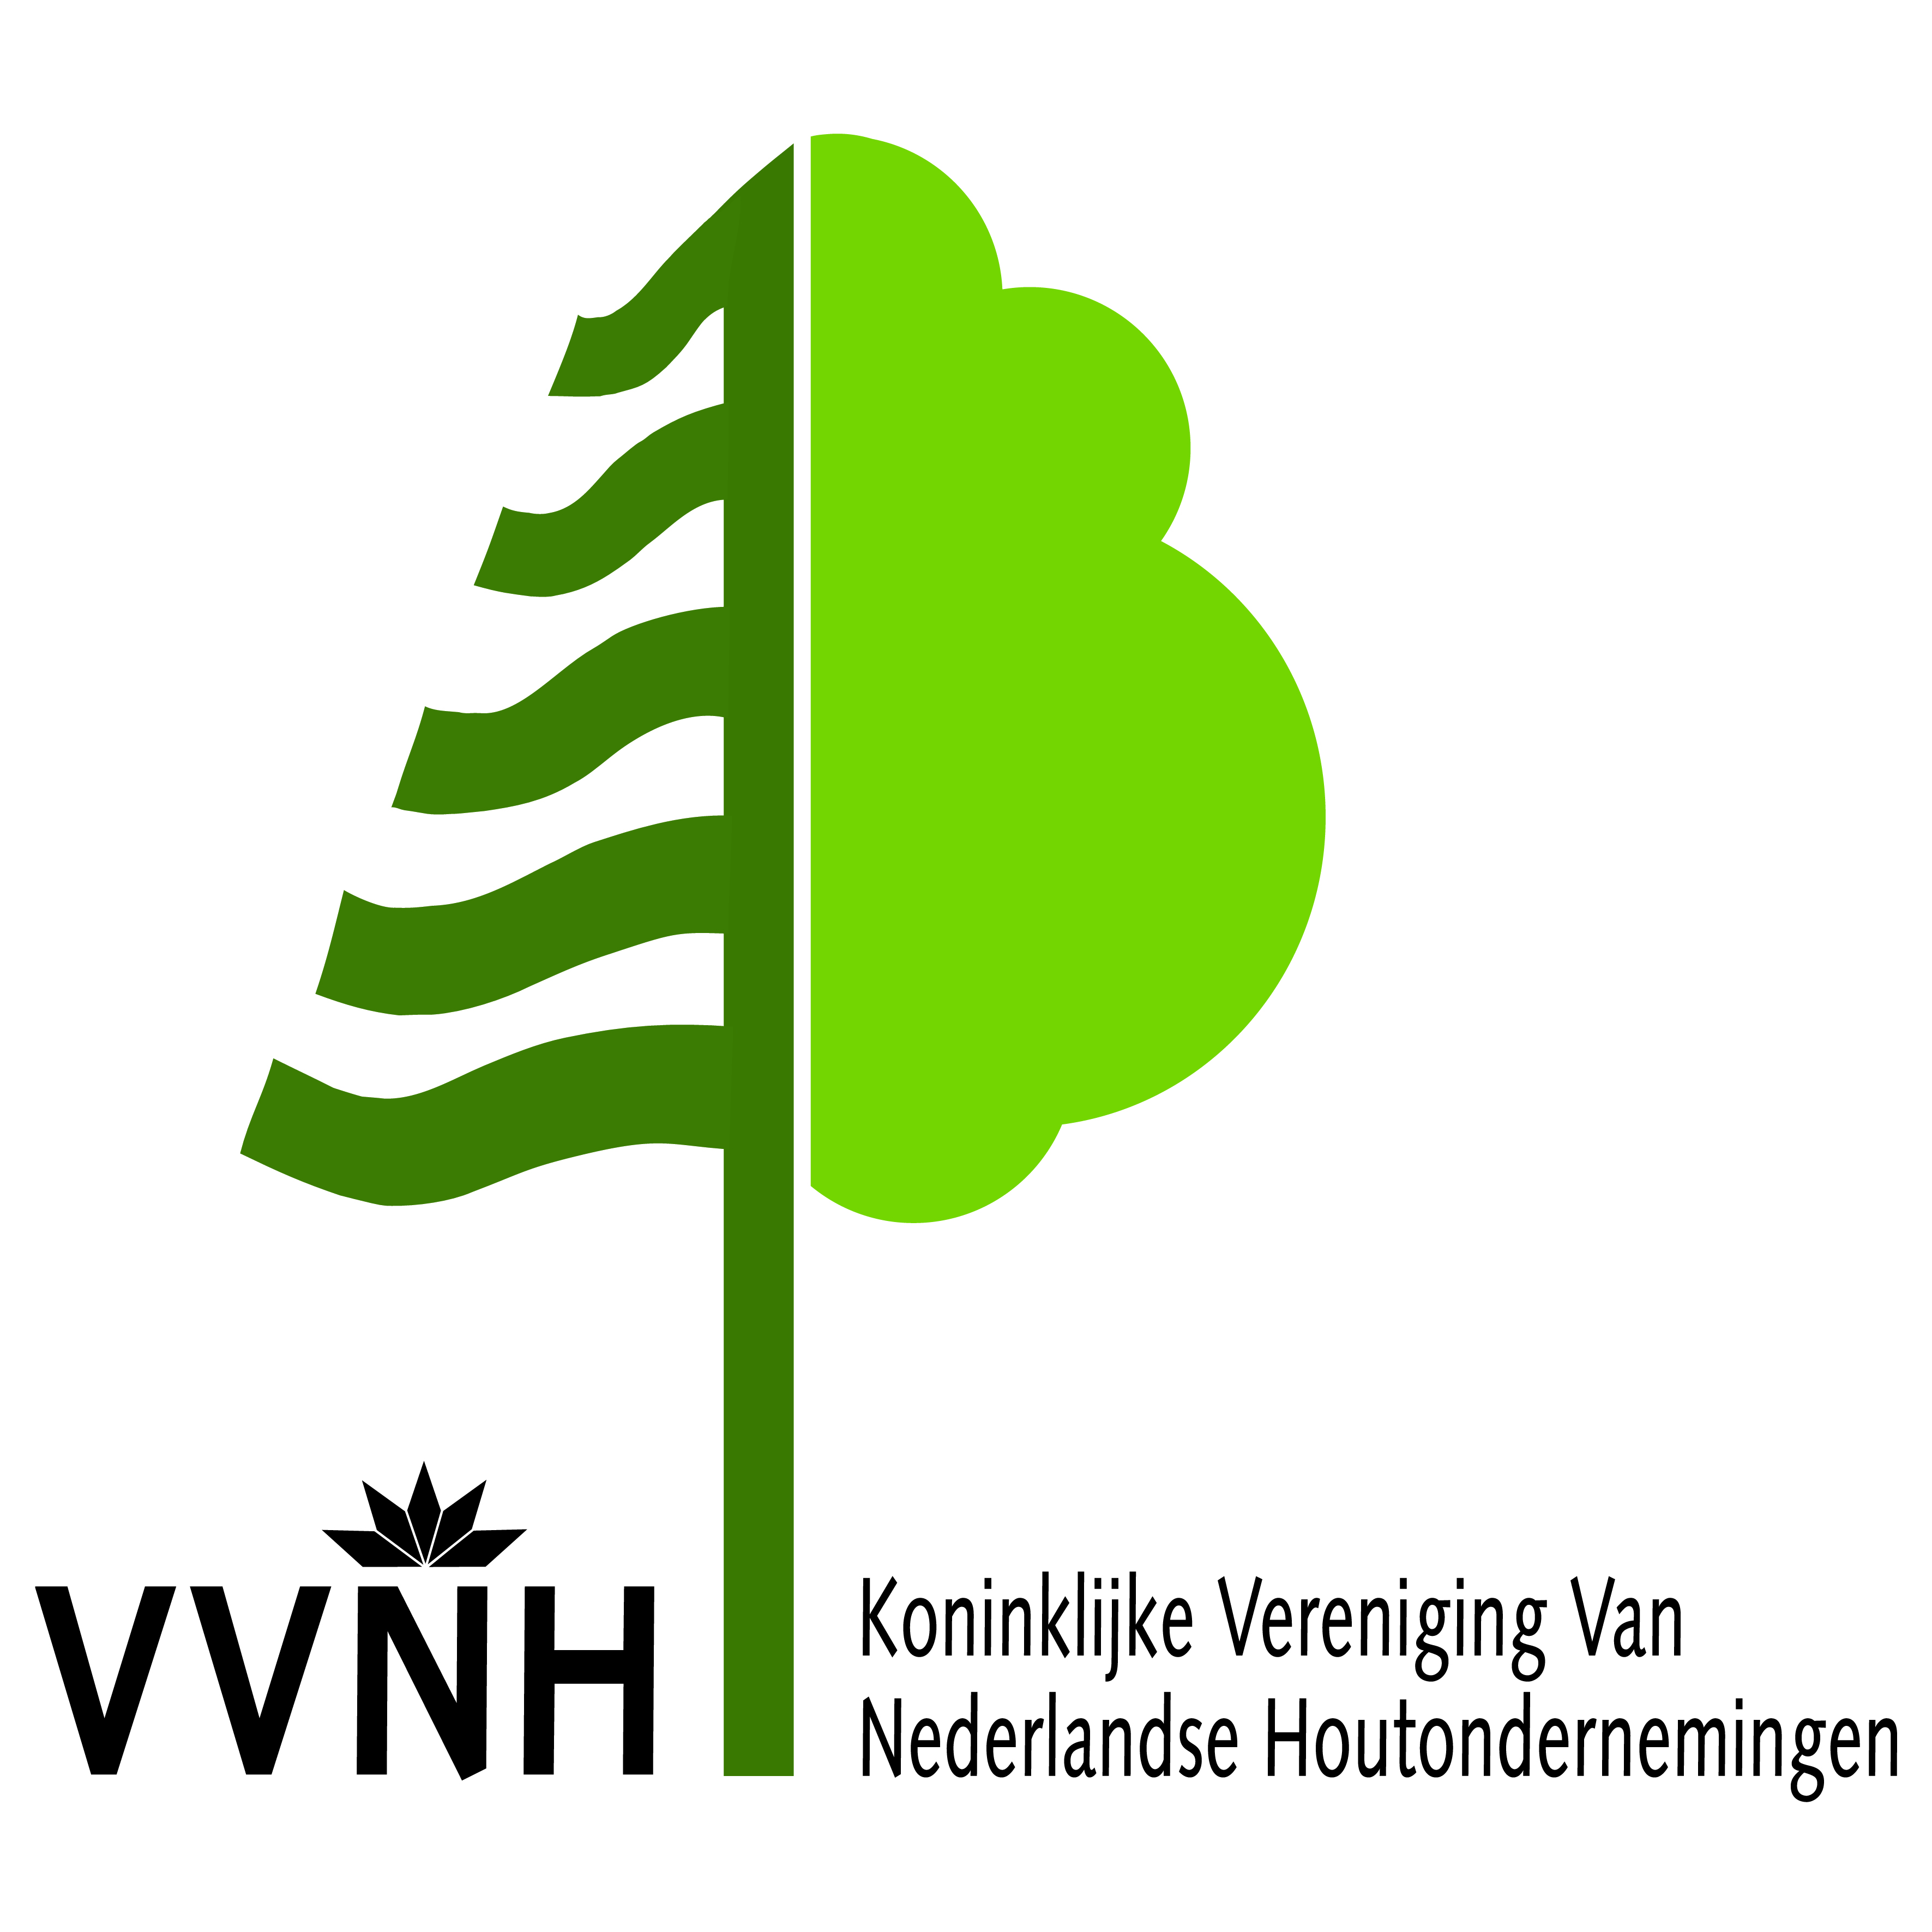 VVNH
Koninklijke Vereniging Van
Nederlandse Houtondernemingen